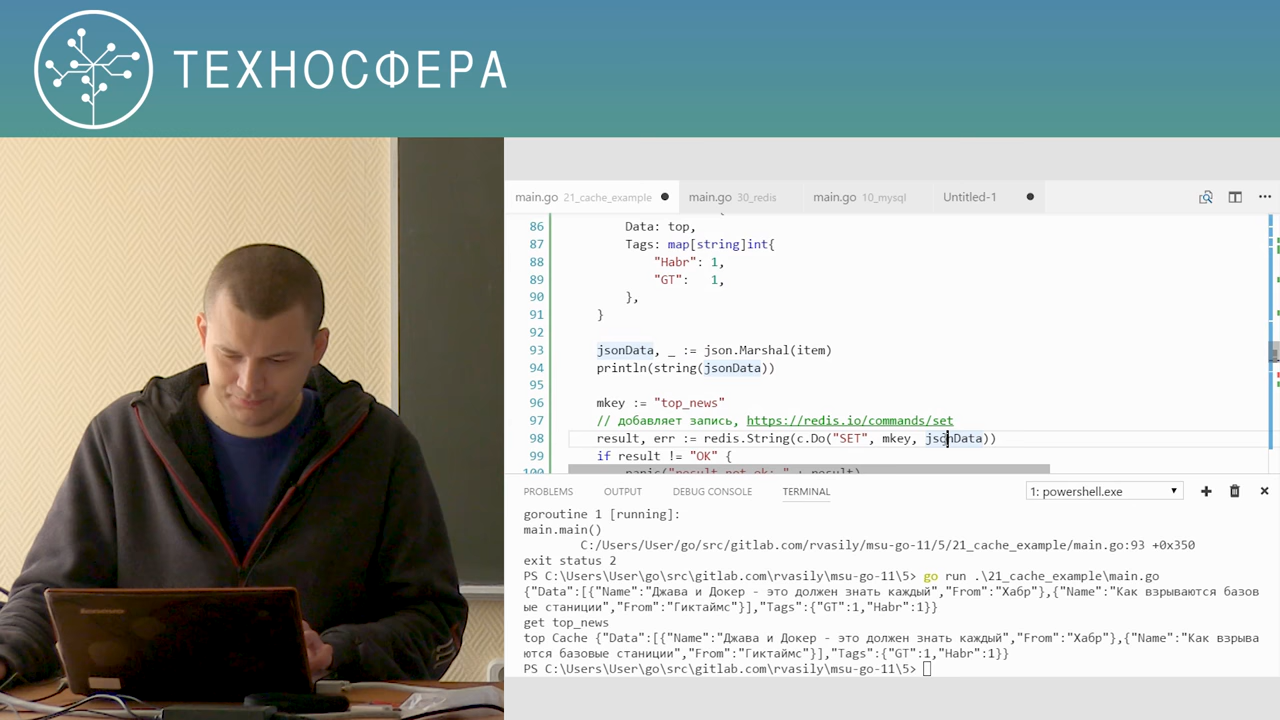 ТЕХНОСФЕРА
main.go 21_cache_example main.go 30_redis main.go 10_mysql Untitled-1
86 Data: top,
87 Tags: map[string]int{
88 "Habr": 1,
89 "GT": 1,
90 },
91 }
92
93 jsonData, _ := json.Marshal(item)
94 println(string(jsonData))
95
96 mkey := "top_news"
97 // добавляет запись, https://redis.io/commands/set
98 result, err := redis.String(c.Do("SET", mkey, jsonData))
99 if result != "OK" {
100 panic("result not ok: " + result)
PROBLEMS OUTPUT DEBUG CONSOLE TERMINAL 1: powershell.exe
goroutine 1 [running]:
main.main()
C:/Users/User/go/src/gitlab.com/rvasily/msu-go-11/5/21_cache_example/main.go:93 +0x350
exit status 2
PS C:\Users\User\go\src\gitlab.com\rvasily\msu-go-11\5> go run .\21_cache_example\main.go
{"Data":[{"Name":"Джава и Докер - это должен знать каждый","From":"Хабр"},{"Name":"Как взрываются базов
ые станиции","From":"Гиктаймс"}],"Tags":{"GT":1,"Habr":1}}
get top_news
top Cache {"Data":[{"Name":"Джава и Докер - это должен знать каждый","From":"Хабр"},{"Name":"Как взрыва
ются базовые станиции","From":"Гиктаймс"}],"Tags":{"GT":1,"Habr":1}}
PS C:\Users\User\go\src\gitlab.com\rvasily\msu-go-11\5>